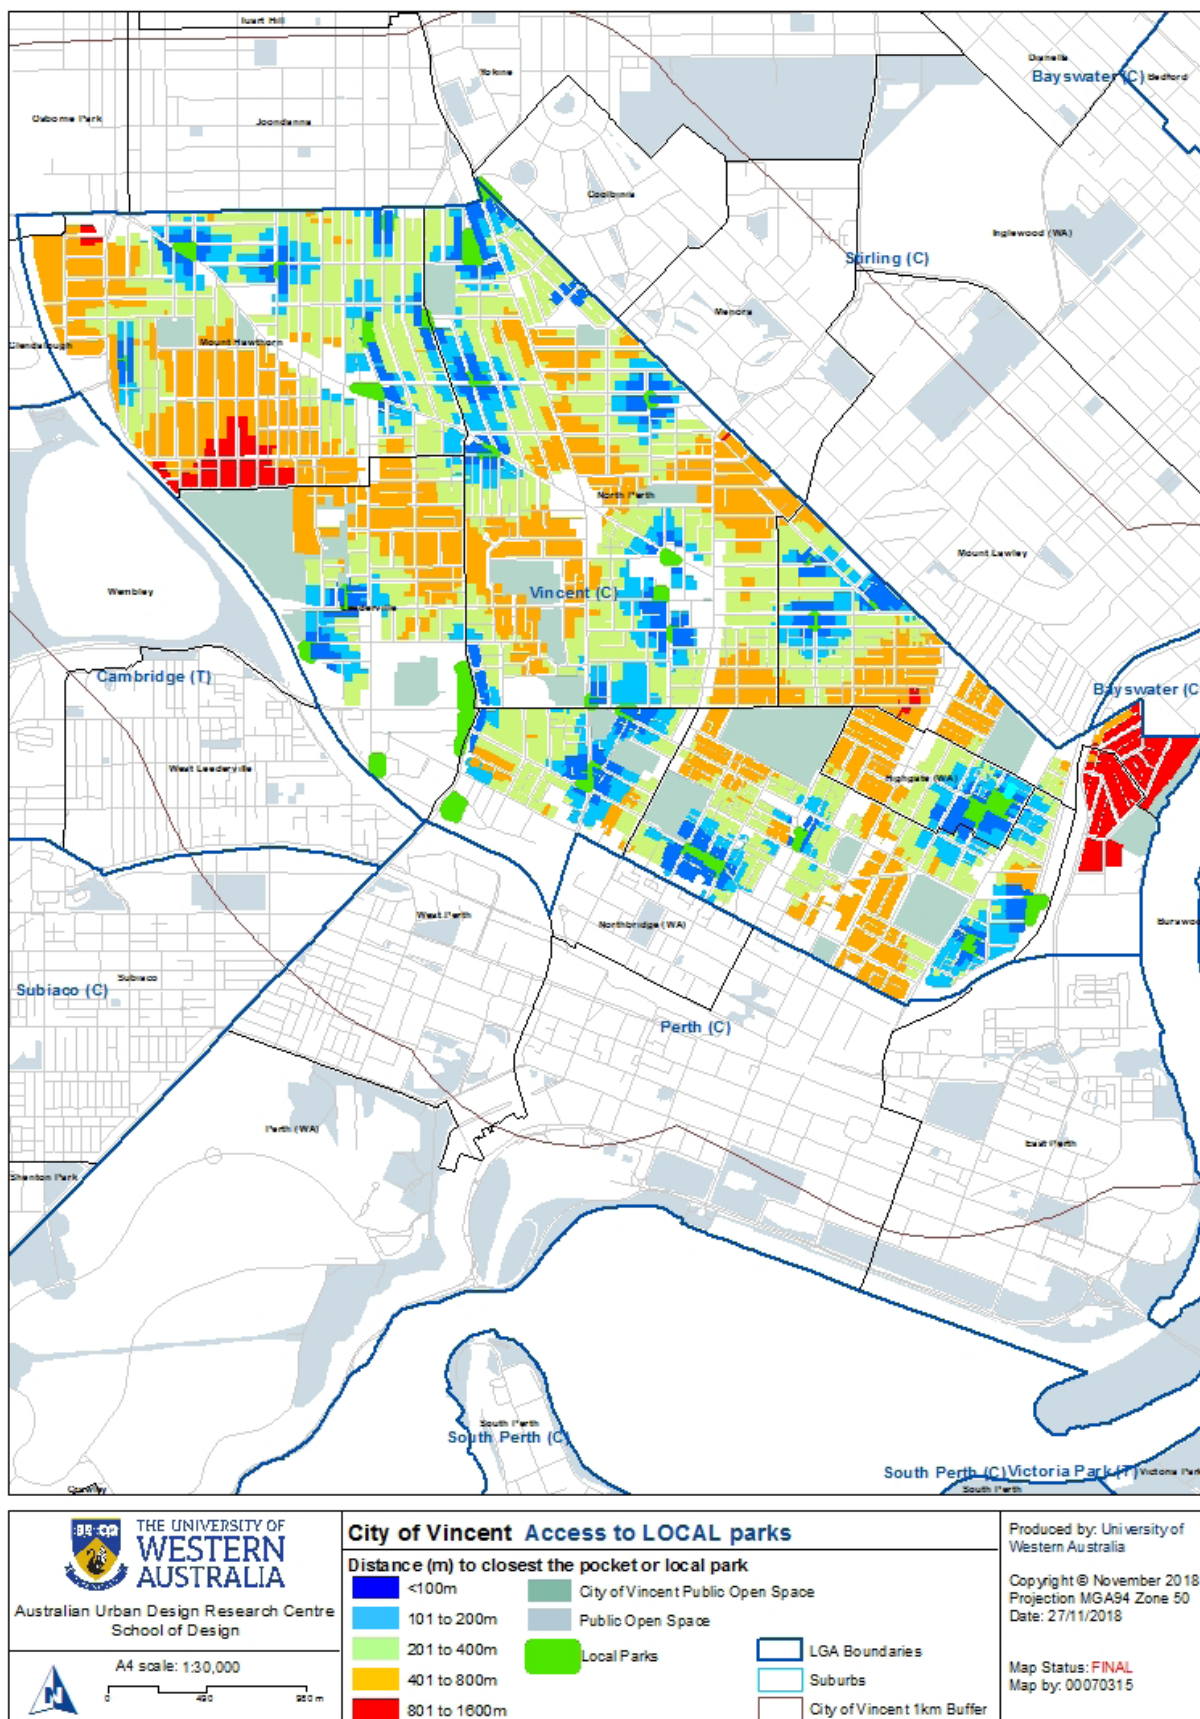 Tuart Hill
Yokine
Dianella
Bayswater (C)
Bedford
Osborne Park
Joondanna
Coolbinia
Inglewood (WA)
Stirling (C)
Menora
Glendalough
Mount Hawthorn
North Perth
Mount Lawley
Wembley
Vincent (C)
Leederville
Cambridge (T)
Bayswater (C
West Leederville
Highgate (WA)
West Perth
Northbridge (WA)
Burswoo
Subiaco
Subiaco (C)
Perth (C)
Perth (WA)
East Perth
Shenton Park
South Perth
South Perth (C)
South Perth (C)
Victoria Park (T)
Victoria Park
South Perth
Crawley
THE UNIVERSITY OF
WESTERN
AUSTRALIA
Australian Urban Design Research Centre
School of Design
A4 scale: 1:30,000
0 490 980 m
N
City of Vincent Access to LOCAL parks
Distance (m) to closest the pocket or local park
<100m
101 to 200m
201 to 400m
401 to 800m
801 to 1600m
City of Vincent Public Open Space
Public Open Space
Local Parks
LGA Boundaries
Suburbs
City of Vincent 1km Buffer
Produced by: University of
Western Australia
Copyright © November 2018
Projection MGA94 Zone 50
Date: 27/11/2018
Map Status: FINAL
Map by: 00070315